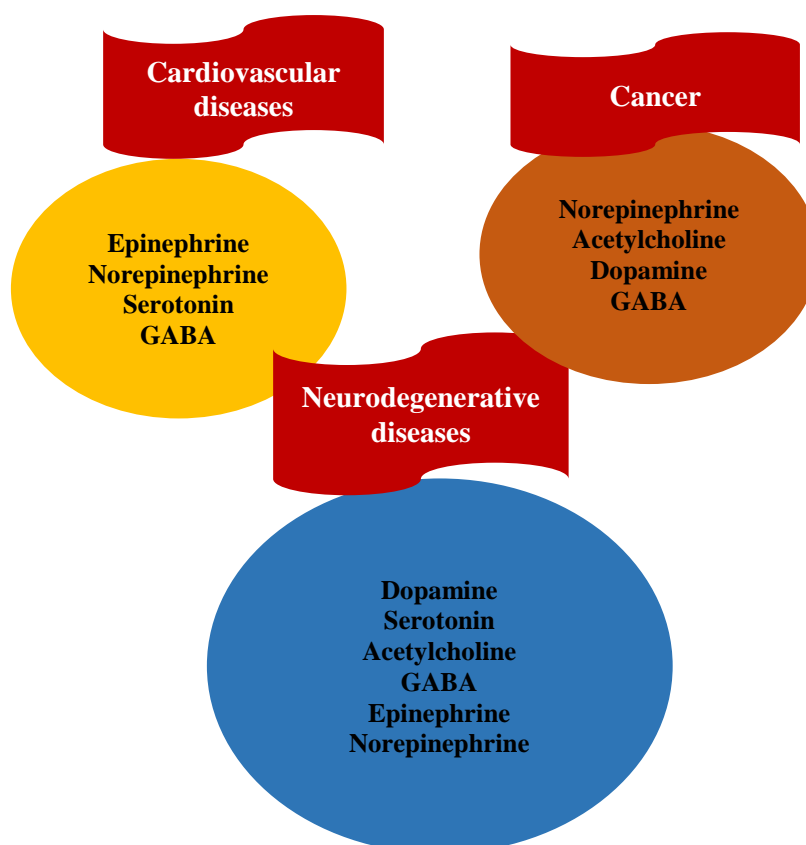 Cardiovascular
diseases
Epinephrine
Norepinephrine
Serotonin
GABA
Cancer
Norepinephrine
Acetylcholine
Dopamine
GABA
Neurodegenerative
diseases
Dopamine
Serotonin
Acetylcholine
GABA
Epinephrine
Norepinephrine